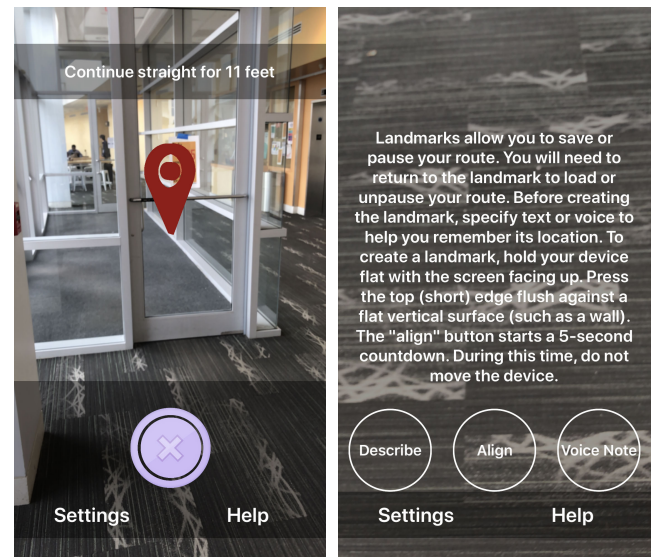 Continue straight for 11 feet
Settings
Help
Landmarks allow you to save or
pause your route. You will need to
return to the landmark to load or
unpause your route. Before creating
the landmark, specify text or voice to
help you remember its location. To
create a landmark, hold your device
flat with the screen facing up. Press
the top (short) edge flush against a
flat vertical surface (such as a wall).
The "align" button starts a 5-second
countdown. During this time, do not
move the device.
Describe
Align
Voice Note
Settings
Help